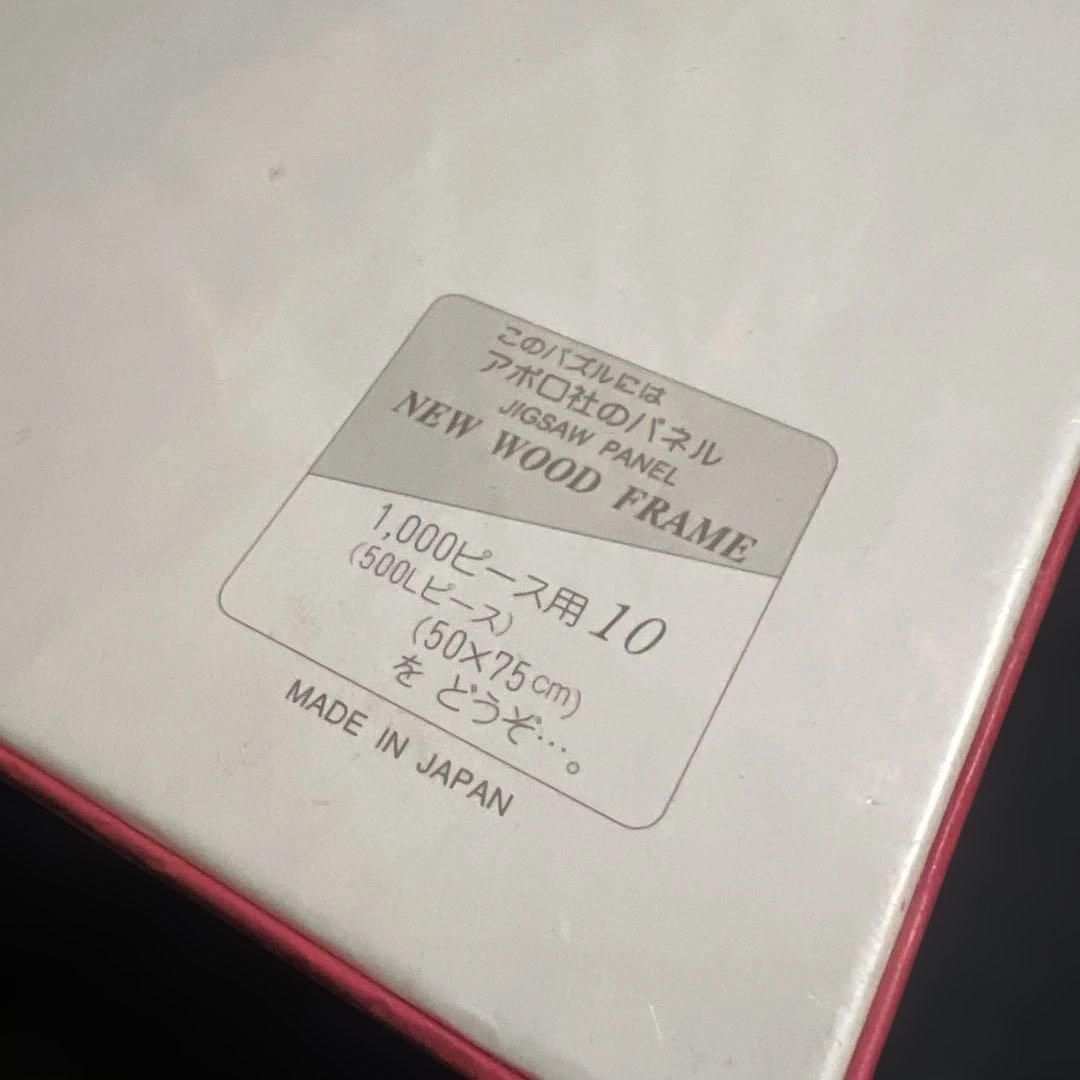 このパズルには
アポロ社のパネル
JIGSAW PANEL
NEW WOOD FRAME
1,000ピース用 10
(500Lピース)
(50×75cm)
を どうぞ…。
MADE IN JAPAN